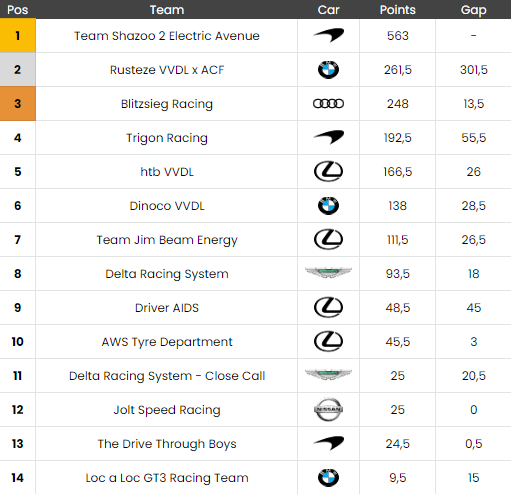 Pos Team Car Points Gap
1 Team Shazoo 2 Electric Avenue 563 -
2 Rusteze VVDL x ACF 261,5 301,5
3 Blitzsieg Racing 248 13,5
4 Trigon Racing 192,5 55,5
5 htb VVDL 166,5 26
6 Dinoco VVDL 138 28,5
7 Team Jim Beam Energy 111,5 26,5
8 Delta Racing System 93,5 18
9 Driver AIDS 48,5 45
10 AWS Tyre Department 45,5 3
11 Delta Racing System - Close Call 25 20,5
12 Jolt Speed Racing NISSAN 25 0
13 The Drive Through Boys 24,5 0,5
14 Loc a Loc GT3 Racing Team 9,5 15